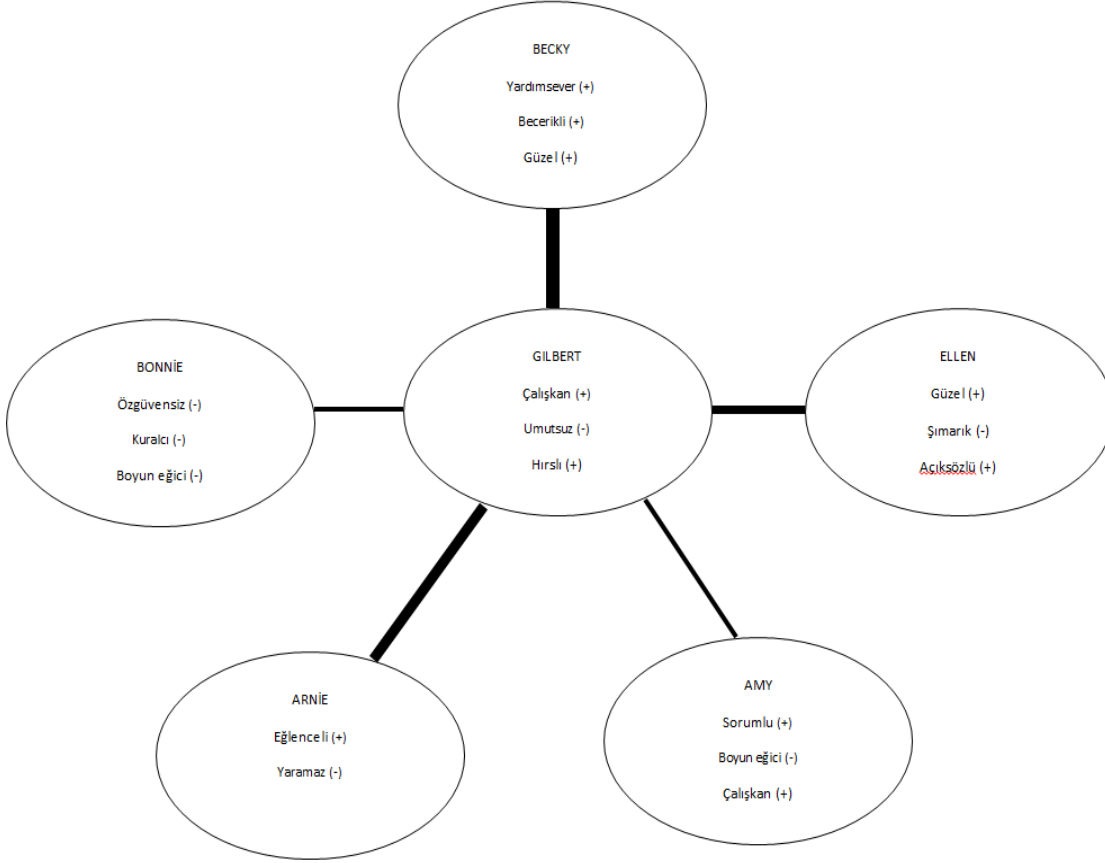 BECKY
Yardımsever (+)
Becerikli (+)
Güzel (+)
BONNİE
Özgüvensiz (-)
Kuralcı (-)
Boyun eğici (-)
GILBERT
Çalışkan (+)
Umutsuz (-)
Hırslı (+)
ELLEN
Güzel (+)
Şımarık (-)
Açıksözlü (+)
ARNİE
Eğlenceli (+)
Yaramaz (-)
AMY
Sorumlu (+)
Boyun eğici (-)
Çalışkan (+)